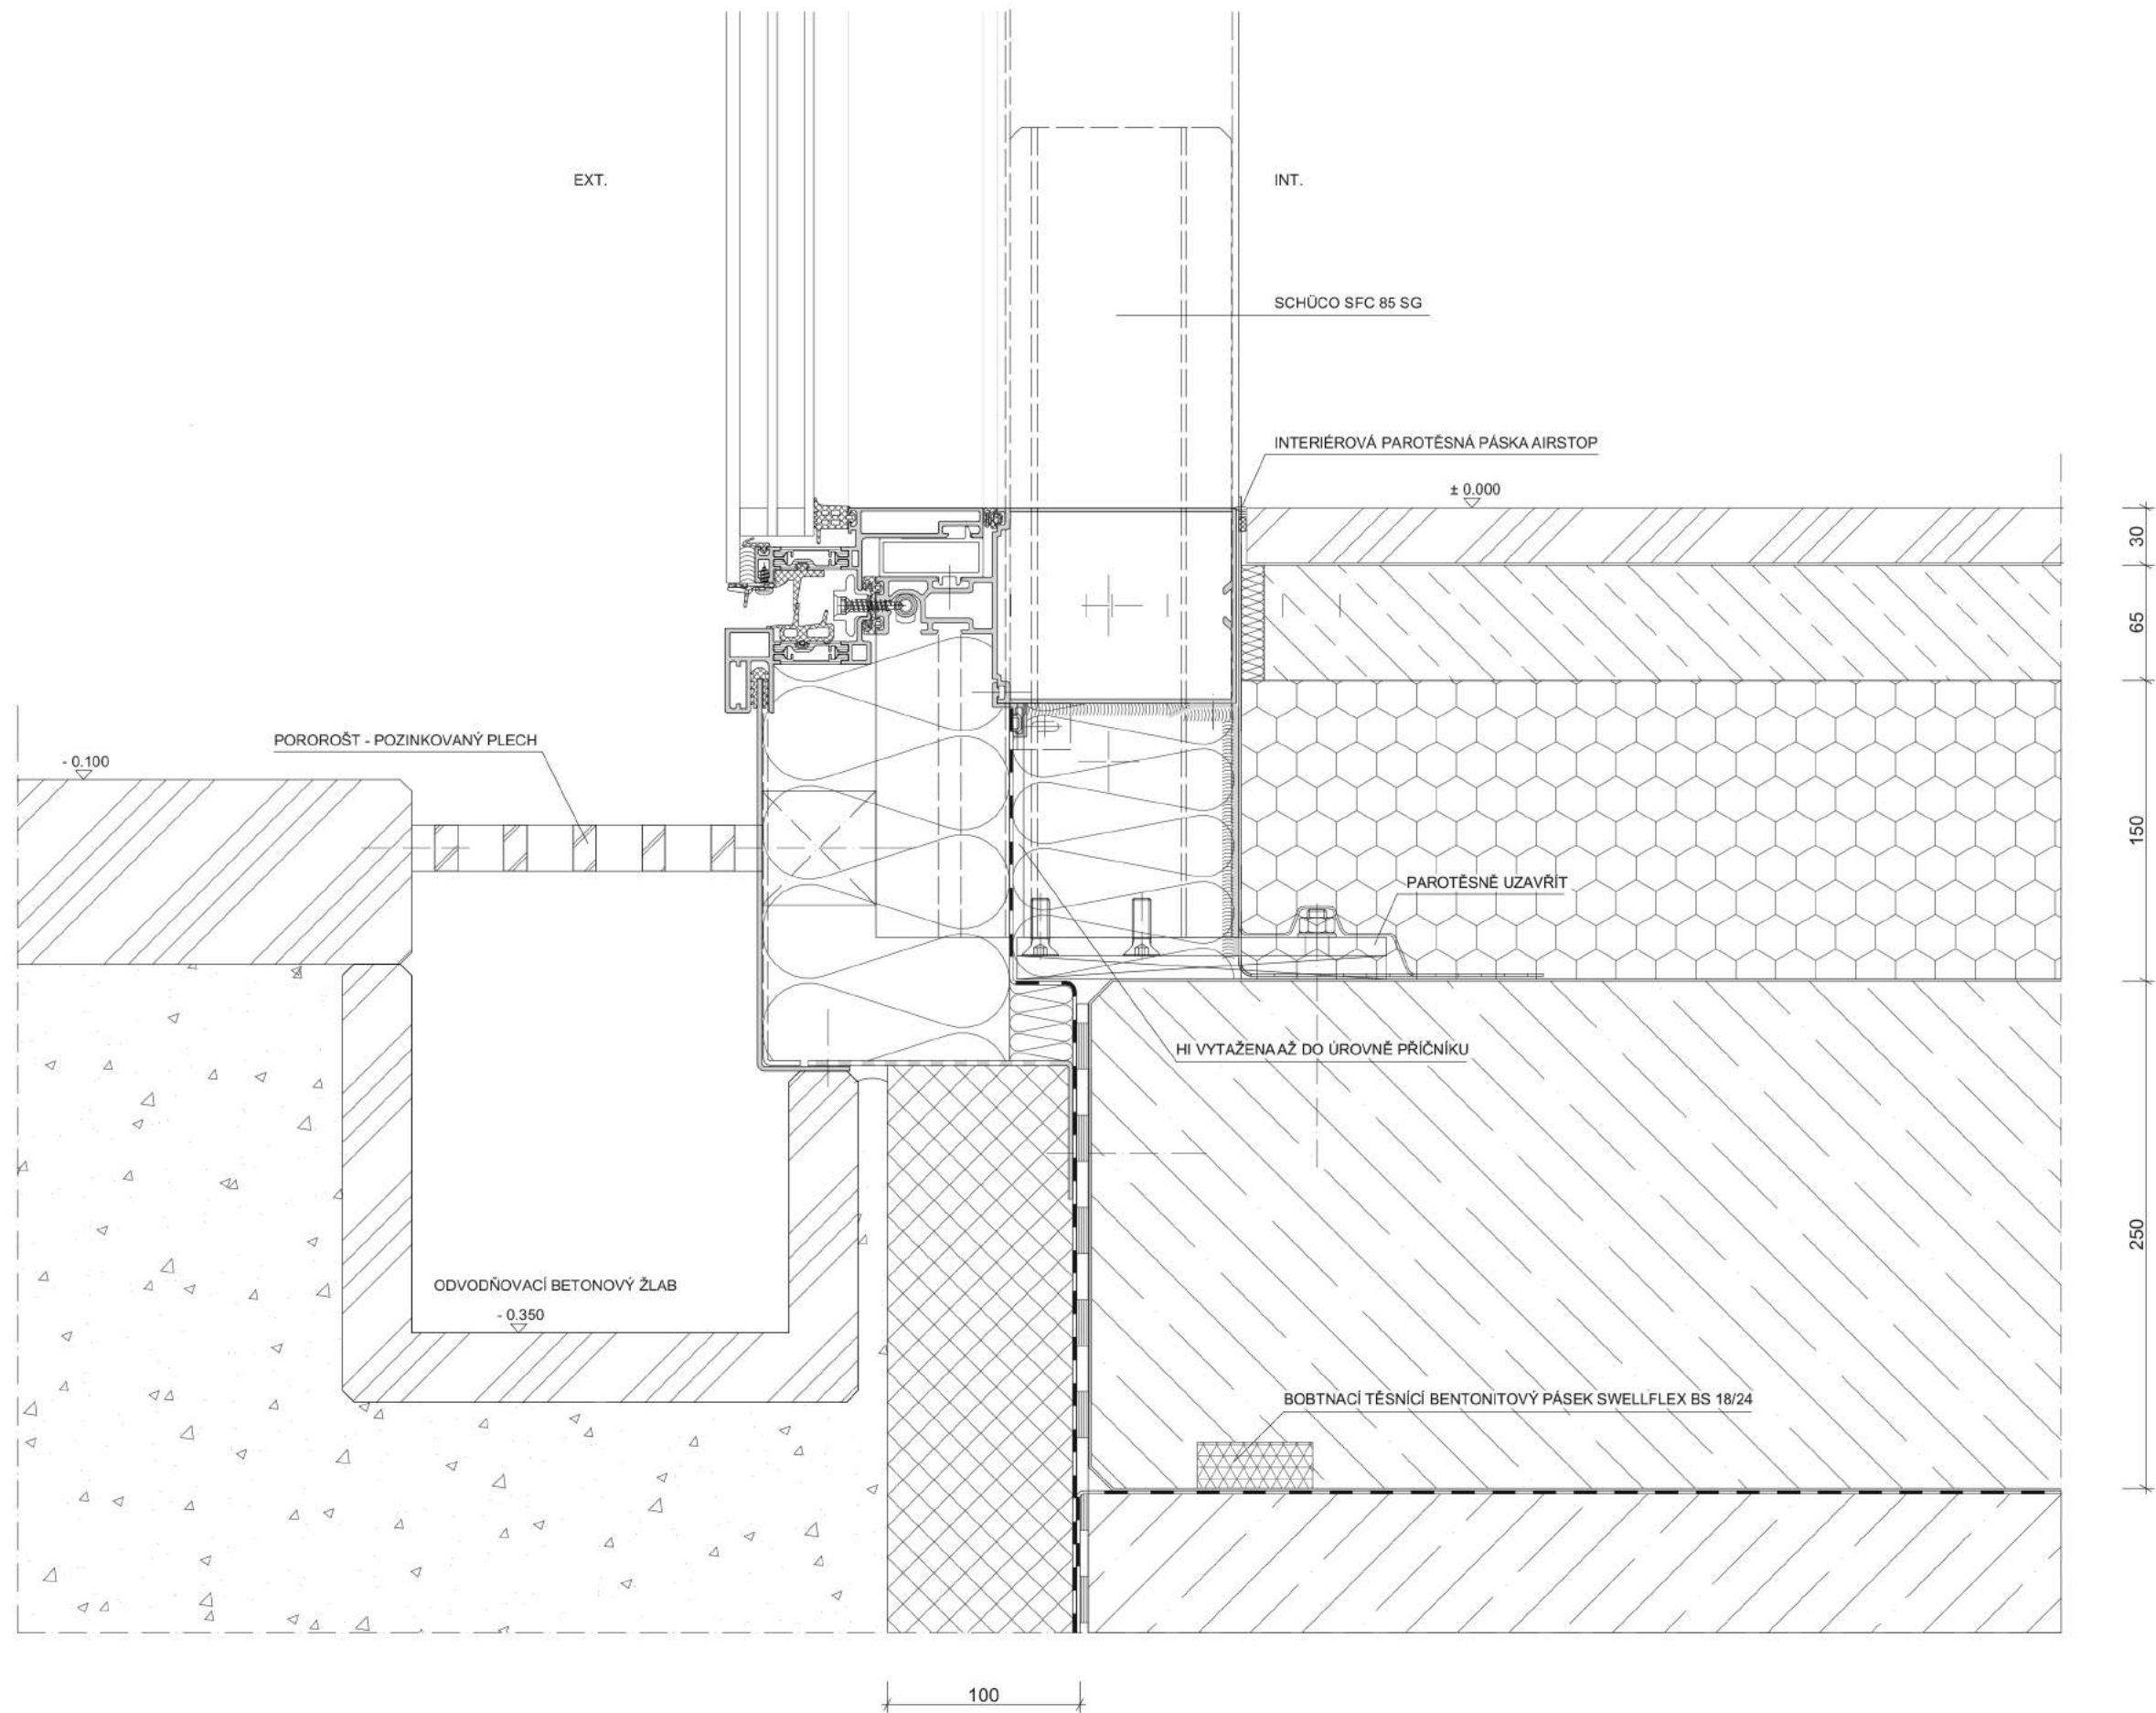 EXT.
INT.
SCHÜCO SFC 85 SG
INTERIÉROVÁ PAROTĚSNÁ PÁSKA AIRSTOP
± 0.000
30
65
POROROŠT - POZINKOVANÝ PLECH
- 0.100
150
PAROTĚSNĚ UZAVŘÍT
HI VYTAŽENA AŽ DO ÚROVNĚ PŘÍČNÍKU
250
ODVODŇOVACÍ BETONOVÝ ŽLAB
- 0.350
BOBTNACÍ TĚSNÍCÍ BENTONITOVÝ PÁSEK SWELLFLEX BS 18/24
100